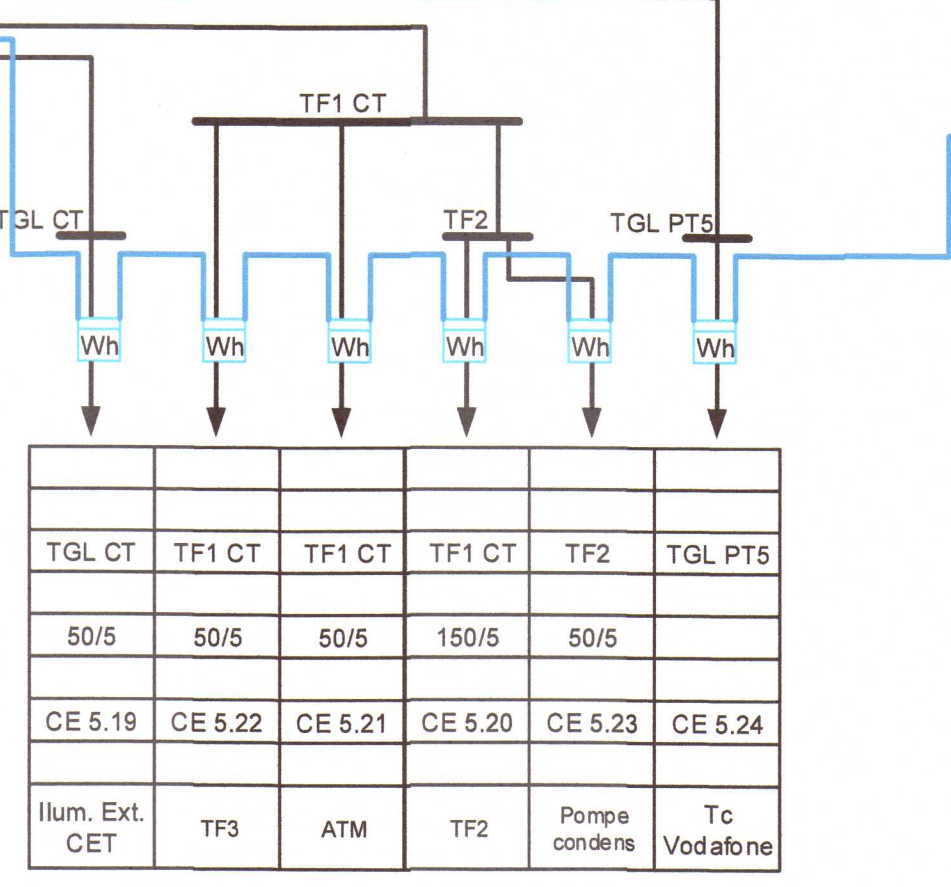 TF1 CT
TGL CT
TF2
TGL PT5
Wh
Wh
Wh
Wh
Wh
Wh
TGL CT
TF1 CT
TF1 CT
TF1 CT
TF2
TGL PT5
50/5
50/5
50/5
150/5
50/5
CE 5.19
CE 5.22
CE 5.21
CE 5.20
CE 5.23
CE 5.24
Ilum. Ext.
CET
TF3
ATM
TF2
Pompe
condens
Tc
Vodafone